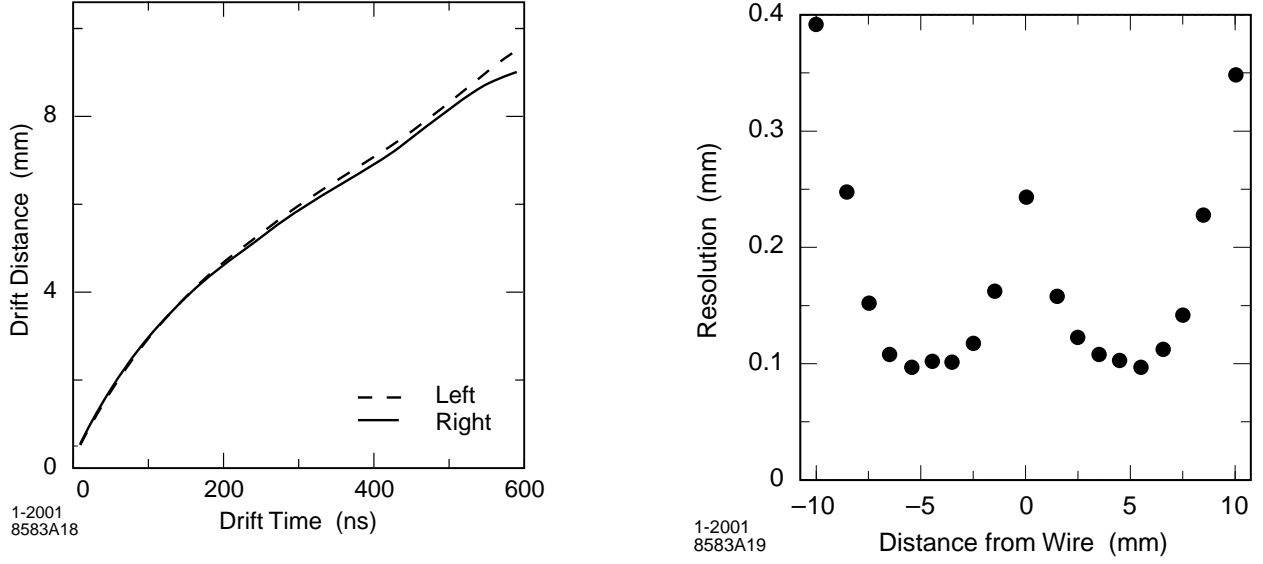 8
4
0
Drift Distance (mm)
Left
Right
0 200 400 600
Drift Time (ns)
1-2001
8583A18
0.4
0.3
0.2
0.1
0
Resolution (mm)
−10 −5 0 5 10
Distance from Wire (mm)
1-2001
8583A19